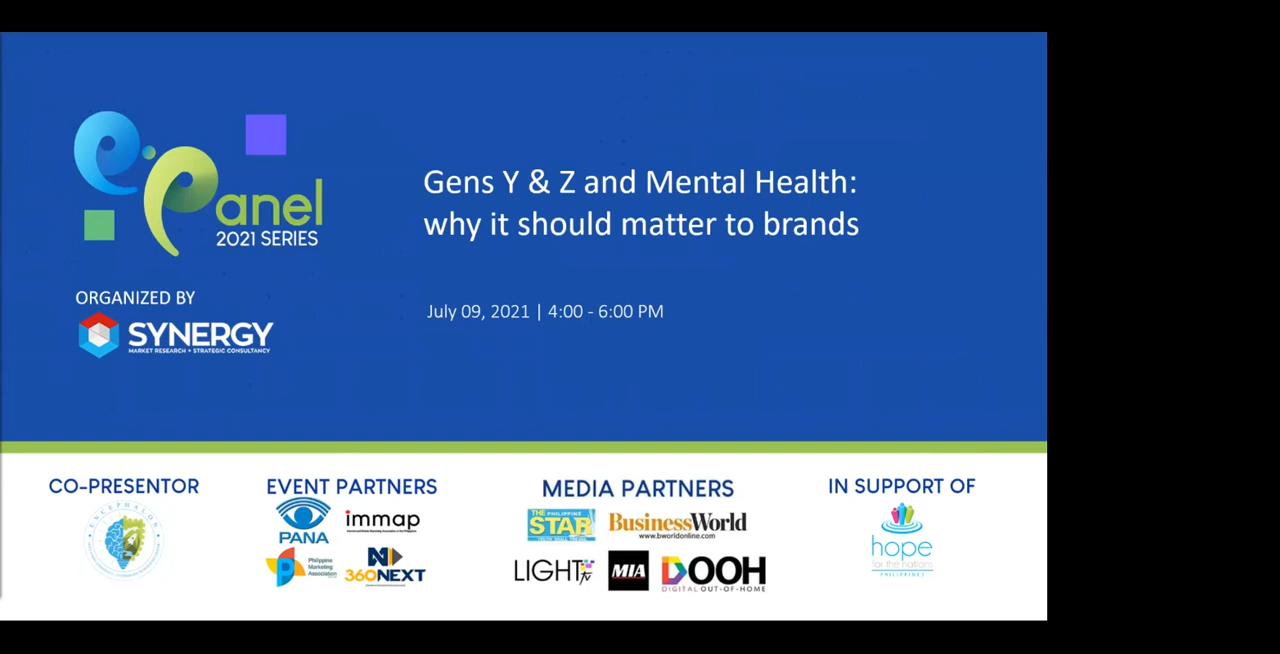 ePanel
2021 SERIES
Gens Y & Z and Mental Health:
why it should matter to brands
July 09, 2021 | 4:00 - 6:00 PM
ORGANIZED BY
SYNERGY
MARKET RESEARCH + STRATEGIC CONSULTANCY
CO-PRESENTOR
ENCEPHALON
EVENT PARTNERS
PANA
immap
Philippine
Marketing
Association
N
360NEXT
MEDIA PARTNERS
THE PHILIPPINE
STAR
BusinessWorld
www.bworldonline.com
LIGHT tv
MIA
DOOH
DIGITAL OUT-OF-HOME
IN SUPPORT OF
hope
for the nations
PHILIPPINES